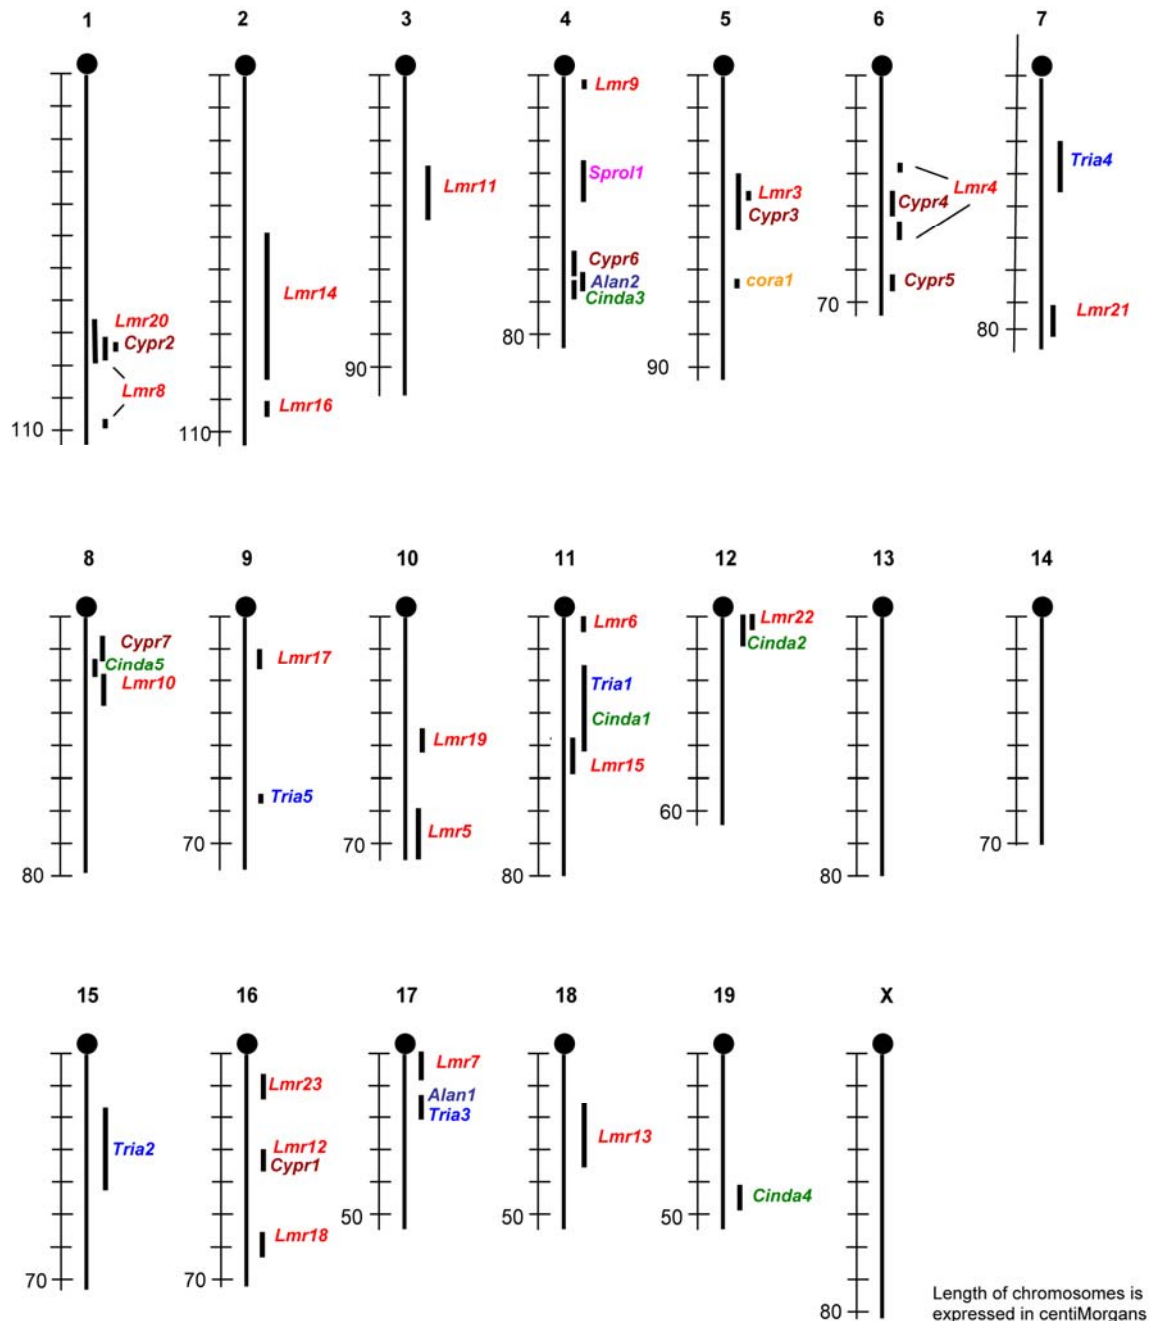 1 2 3 4 5 6 7
Lmr9
Sprol1
Tria4
Lmr11
Lmr3
Lmr4
Cypr4
Cypr3
Cypr6
Alan2
cora1
Cypr5
Lmr14
Cinda3
70
Lmr21
Lmr20
80
80
Cypr2
90
90
Lmr8
Lmr16
110
110
8 9 10 11 12 13 14
Lmr6
Lmr22
Cypr7
Cinda2
Cinda5
Lmr17
Lmr10
Tria1
Cinda1
Lmr19
Lmr15
Tria5
60
Lmr5
70
70
70
80
80
80
15 16 17 18 19 X
Lmr7
Lmr23
Alan1
Tria3
Lmr13
Tria2
Lmr12
Cypr1
Cinda4
50
50
50
Lmr18
70
70
80
Length of chromosomes is
expressed in centiMorgans